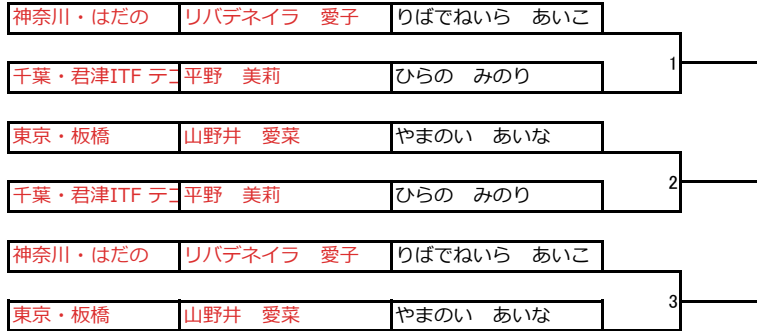 神奈川・はだの リバデネイラ 愛子 りばでねいら あいこ
1
千葉・君津ITF テコ 平野 美莉 ひらの みのり
東京・板橋 山野井 愛菜 やまのい あいな
2
千葉・君津ITF テコ 平野 美莉 ひらの みのり
神奈川・はだの リバデネイラ 愛子 りばでねいら あいこ
3
東京・板橋 山野井 愛菜 やまのい あいな